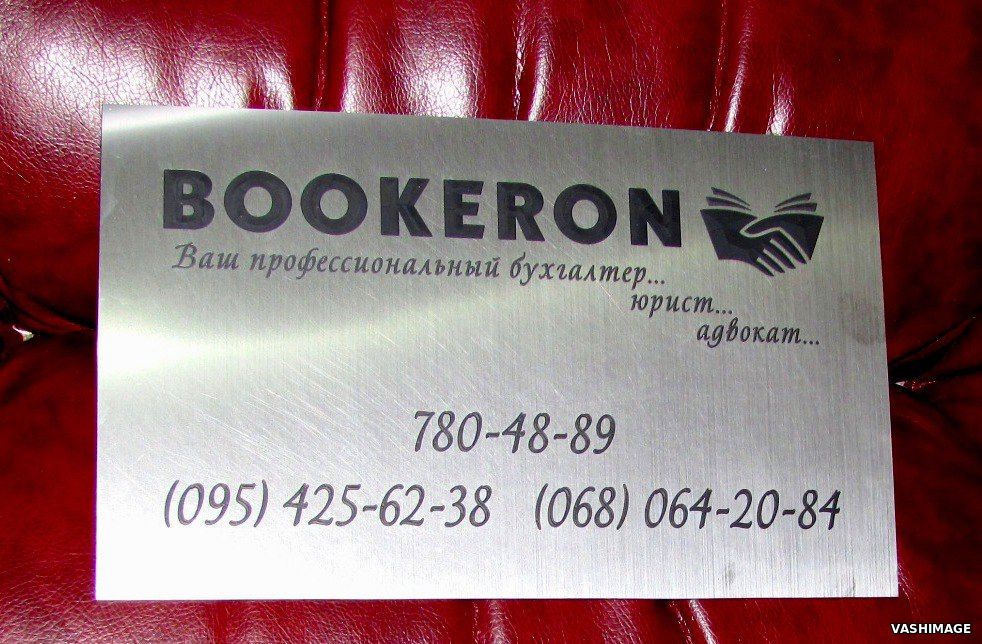 BOOKERON
Ваш профессиональный бухгалтер...
юрист...
адвокат...
780-48-89
(095) 425-62-38 (068) 064-20-84
VASHIMAGE